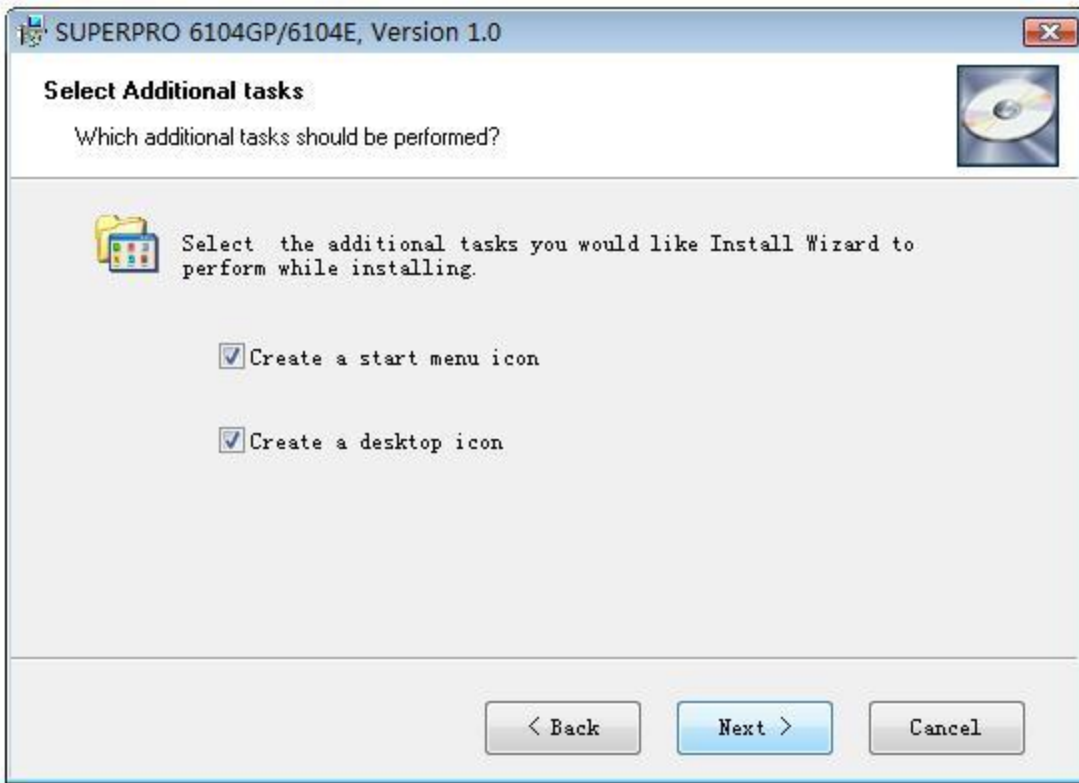 SUPERPRO 6104GP/6104E, Version 1.0
Select Additional tasks
Which additional tasks should be performed?
Select  the additional tasks you would like Install Wizard to
perform while installing.
Create a start menu icon
Create a desktop icon
< Back
Next >
Cancel